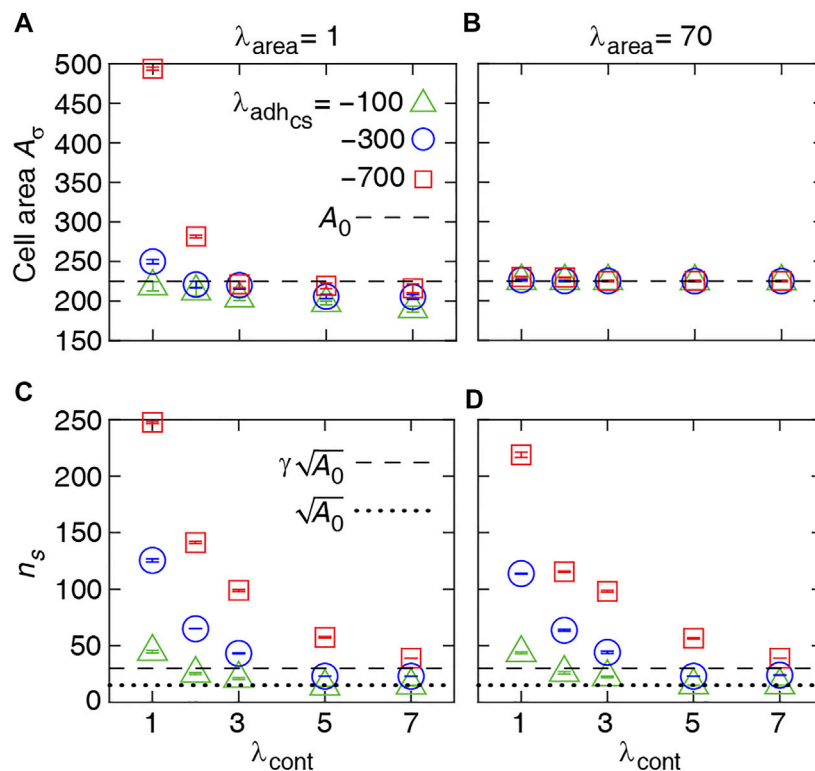 A
λarea = 1
B
λarea = 70
500
450
400
350
300
250
200
150
Cell area Aσ
λadhcs = −100
−300
−700
A0
C
D
250
200
150
100
50
0
ns
γ√A0
√A0
1 3 5 7
1 3 5 7
λcont
λcont